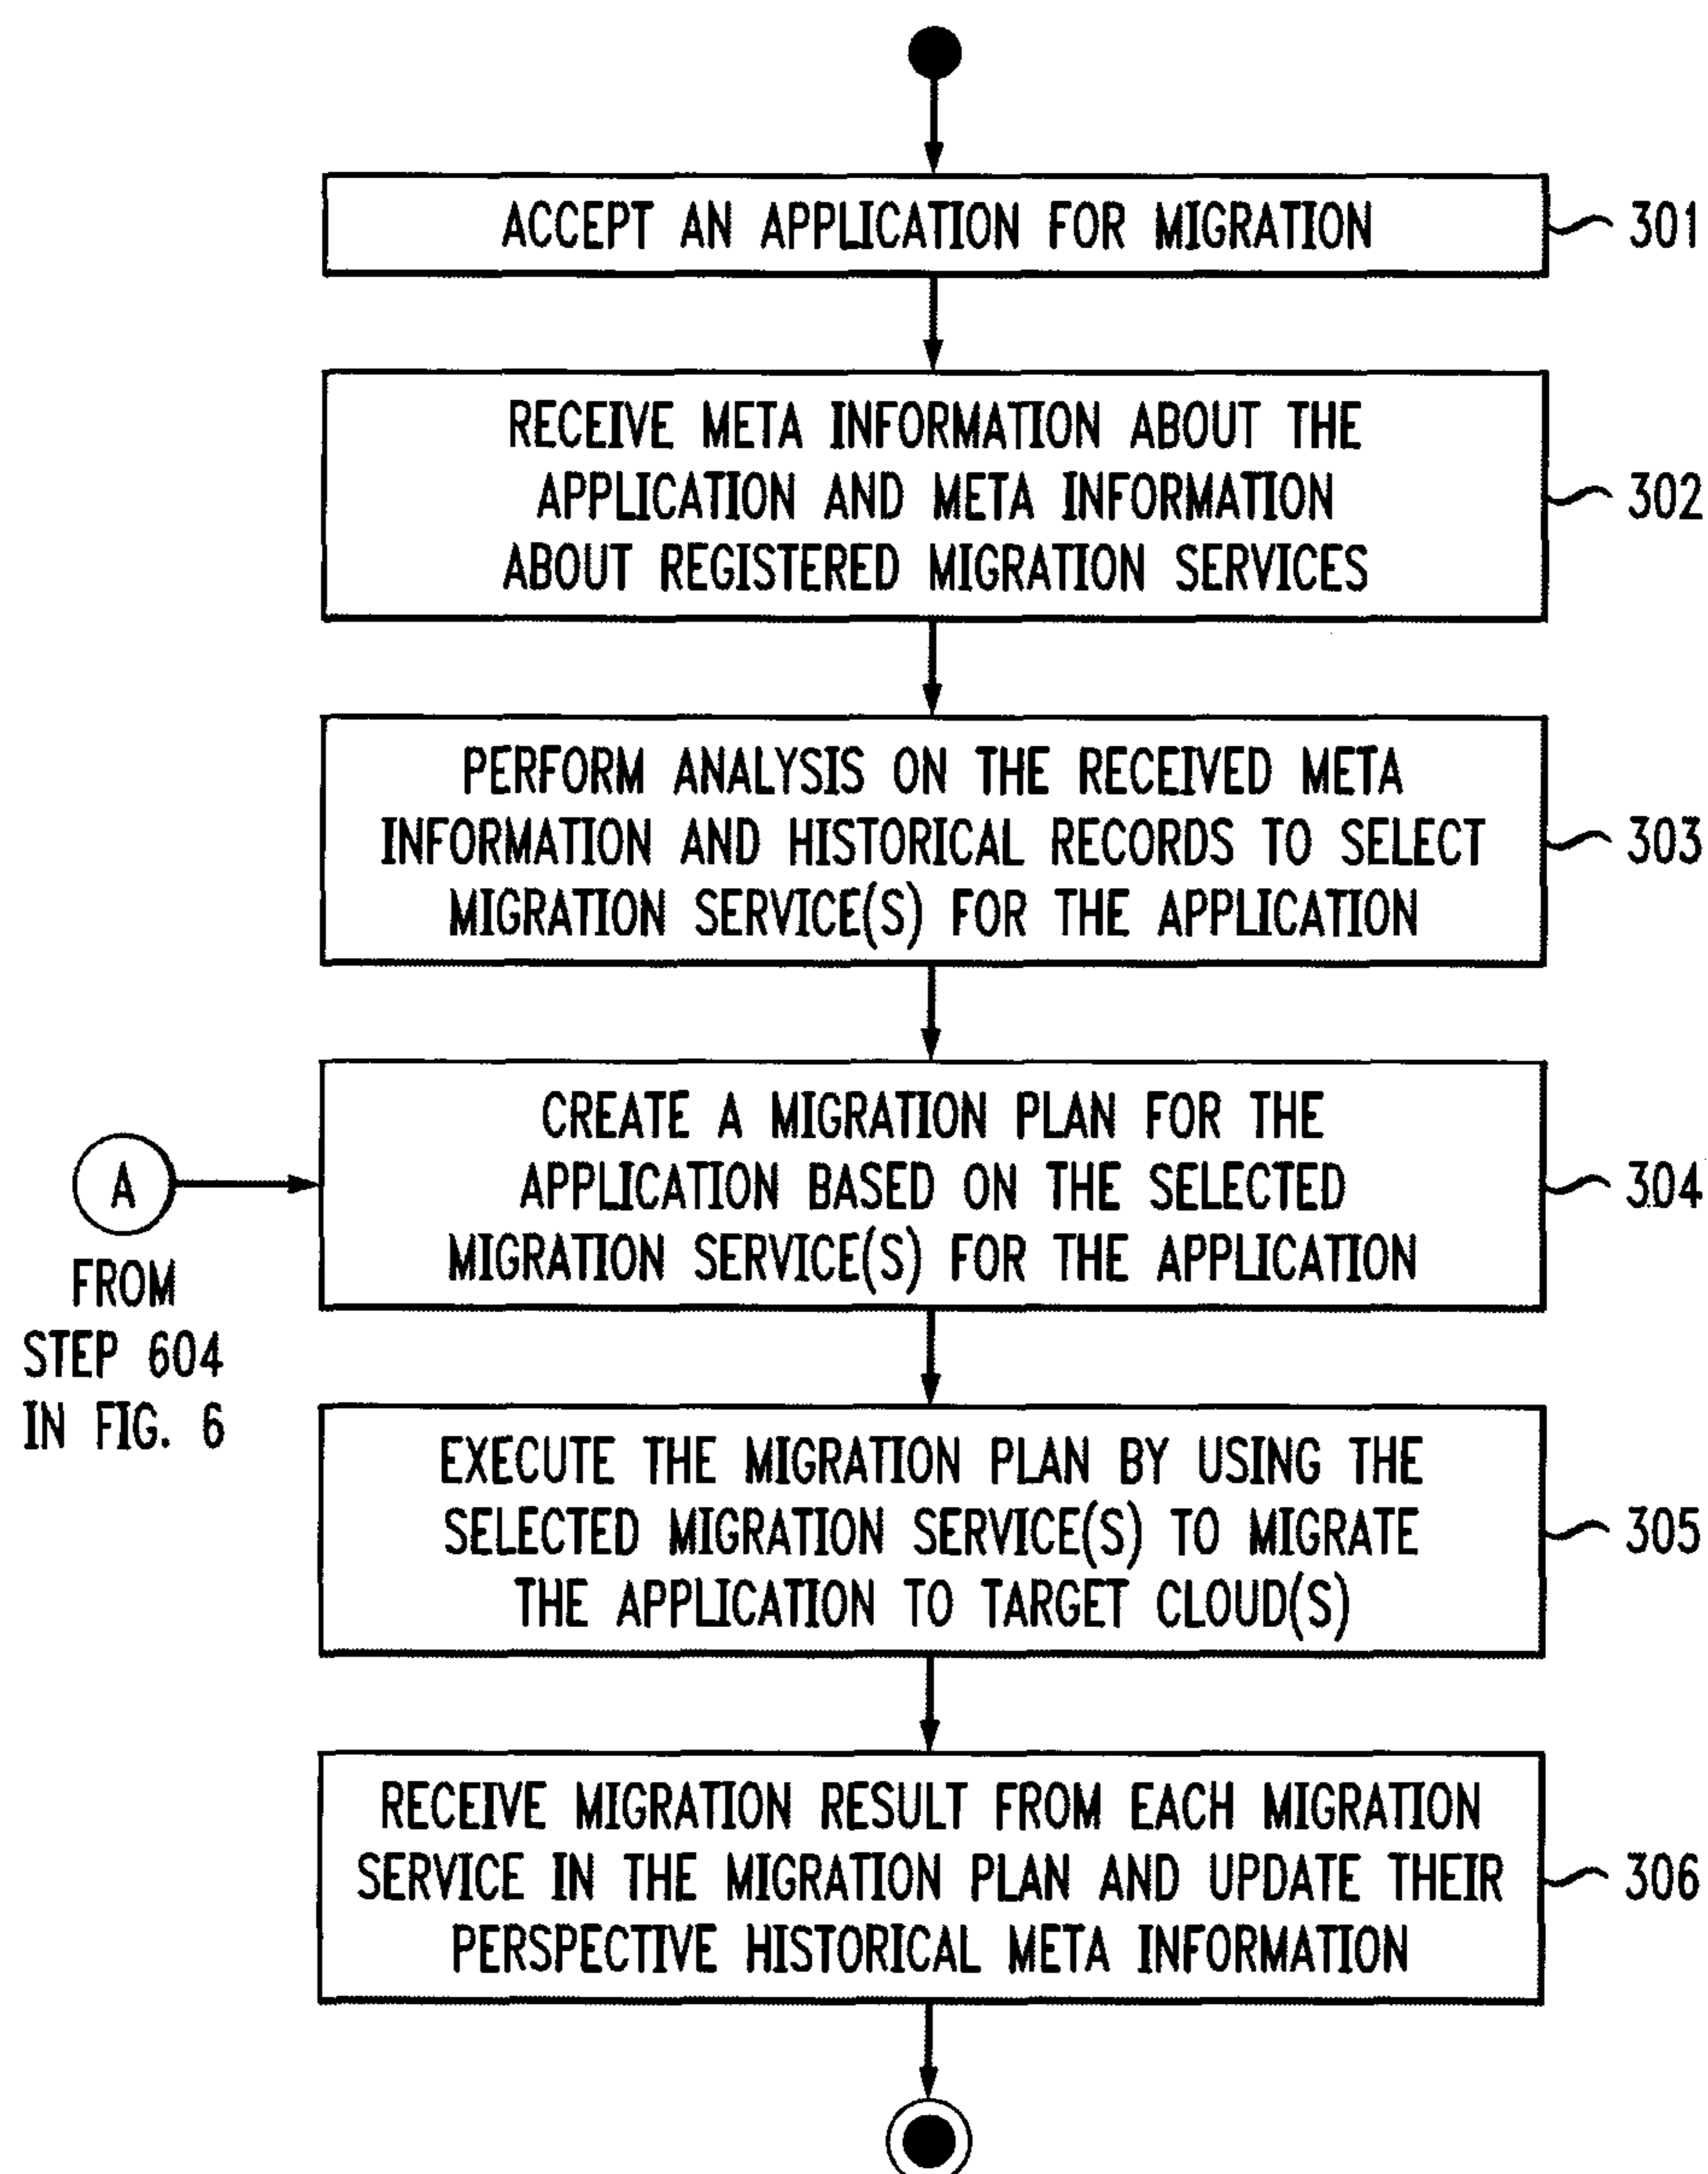 ACCEPT AN APPLICATION FOR MIGRATION
301
RECEIVE META INFORMATION ABOUT THE
APPLICATION AND META INFORMATION
ABOUT REGISTERED MIGRATION SERVICES
302
PERFORM ANALYSIS ON THE RECEIVED META
INFORMATION AND HISTORICAL RECORDS TO SELECT
MIGRATION SERVICE(S) FOR THE APPLICATION
303
A
FROM
STEP 604
IN FIG. 6
CREATE A MIGRATION PLAN FOR THE
APPLICATION BASED ON THE SELECTED
MIGRATION SERVICE(S) FOR THE APPLICATION
304
EXECUTE THE MIGRATION PLAN BY USING THE
SELECTED MIGRATION SERVICE(S) TO MIGRATE
THE APPLICATION TO TARGET CLOUD(S)
305
RECEIVE MIGRATION RESULT FROM EACH MIGRATION
SERVICE IN THE MIGRATION PLAN AND UPDATE THEIR
PERSPECTIVE HISTORICAL META INFORMATION
306